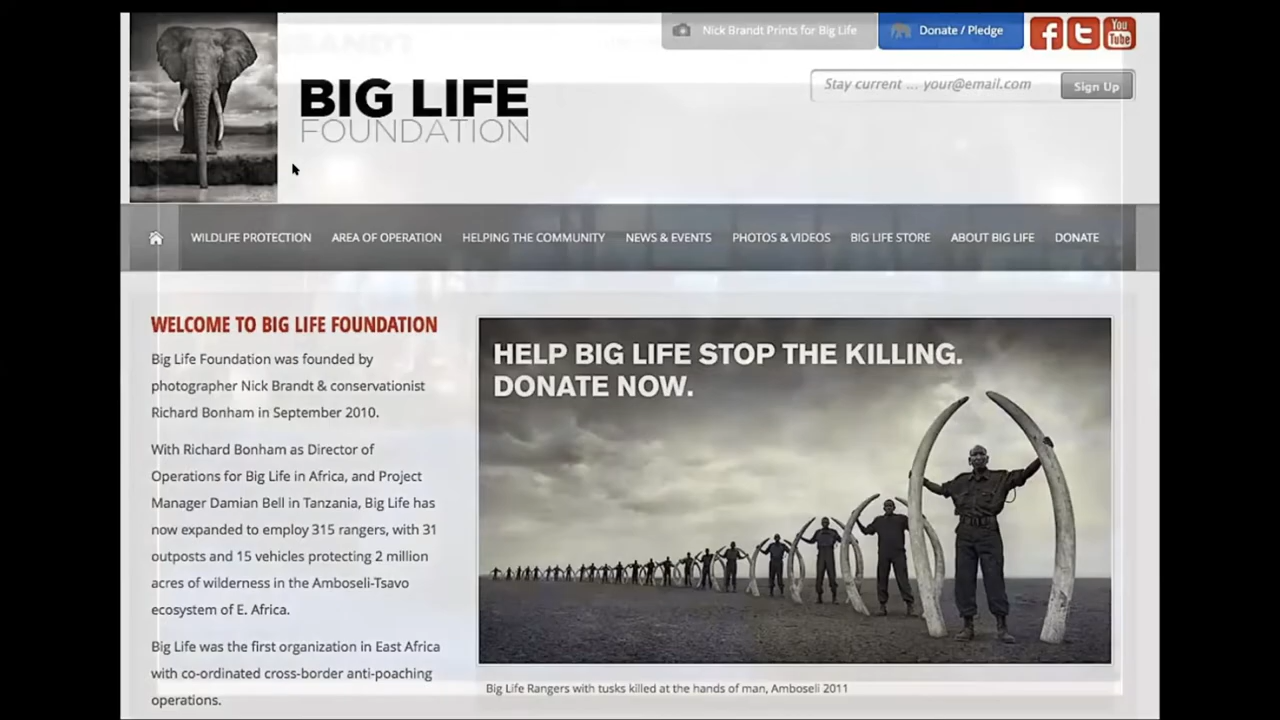 Nick Brandt Prints for Big Life
Donate / Pledge
You
Tube
Stay current ... your@email.com
Sign Up
BIG LIFE
FOUNDATION
WILDLIFE PROTECTION
AREA OF OPERATION
HELPING THE COMMUNITY
NEWS & EVENTS
PHOTOS & VIDEOS
BIG LIFE STORE
ABOUT BIG LIFE
DONATE
WELCOME TO BIG LIFE FOUNDATION
Big Life Foundation was founded by
photographer Nick Brandt & conservationist
Richard Bonham in September 2010.
With Richard Bonham as Director of
Operations for Big Life in Africa, and Project
Manager Damian Bell in Tanzania, Big Life has
now expanded to employ 315 rangers, with 31
outposts and 15 vehicles protecting 2 million
acres of wilderness in the Amboseli-Tsavo
ecosystem of E. Africa.
Big Life was the first organization in East Africa
with co-ordinated cross-border anti-poaching
operations.
HELP BIG LIFE STOP THE KILLING.
DONATE NOW.
Big Life Rangers with tusks killed at the hands of man, Amboseli 2011